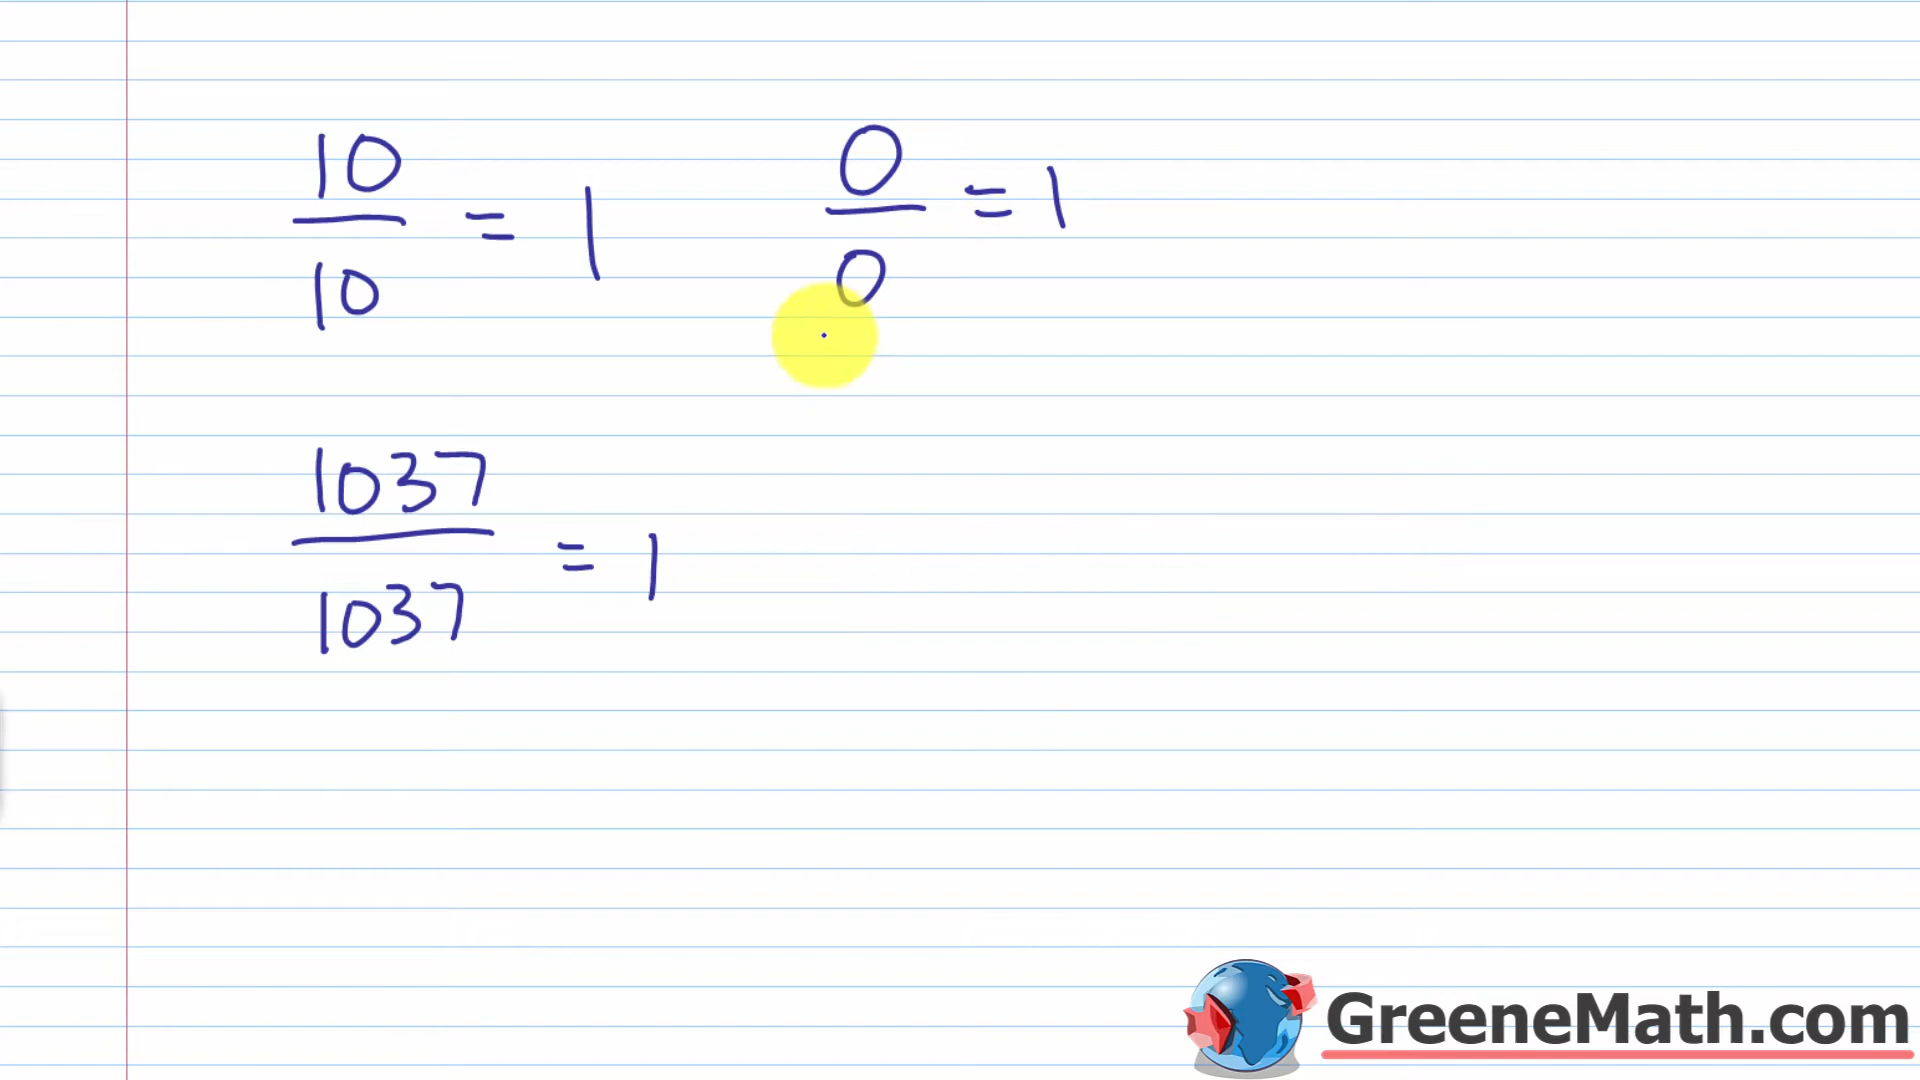 10/10 = 1
0/0 = 1
1037/1037 = 1
GreeneMath.com